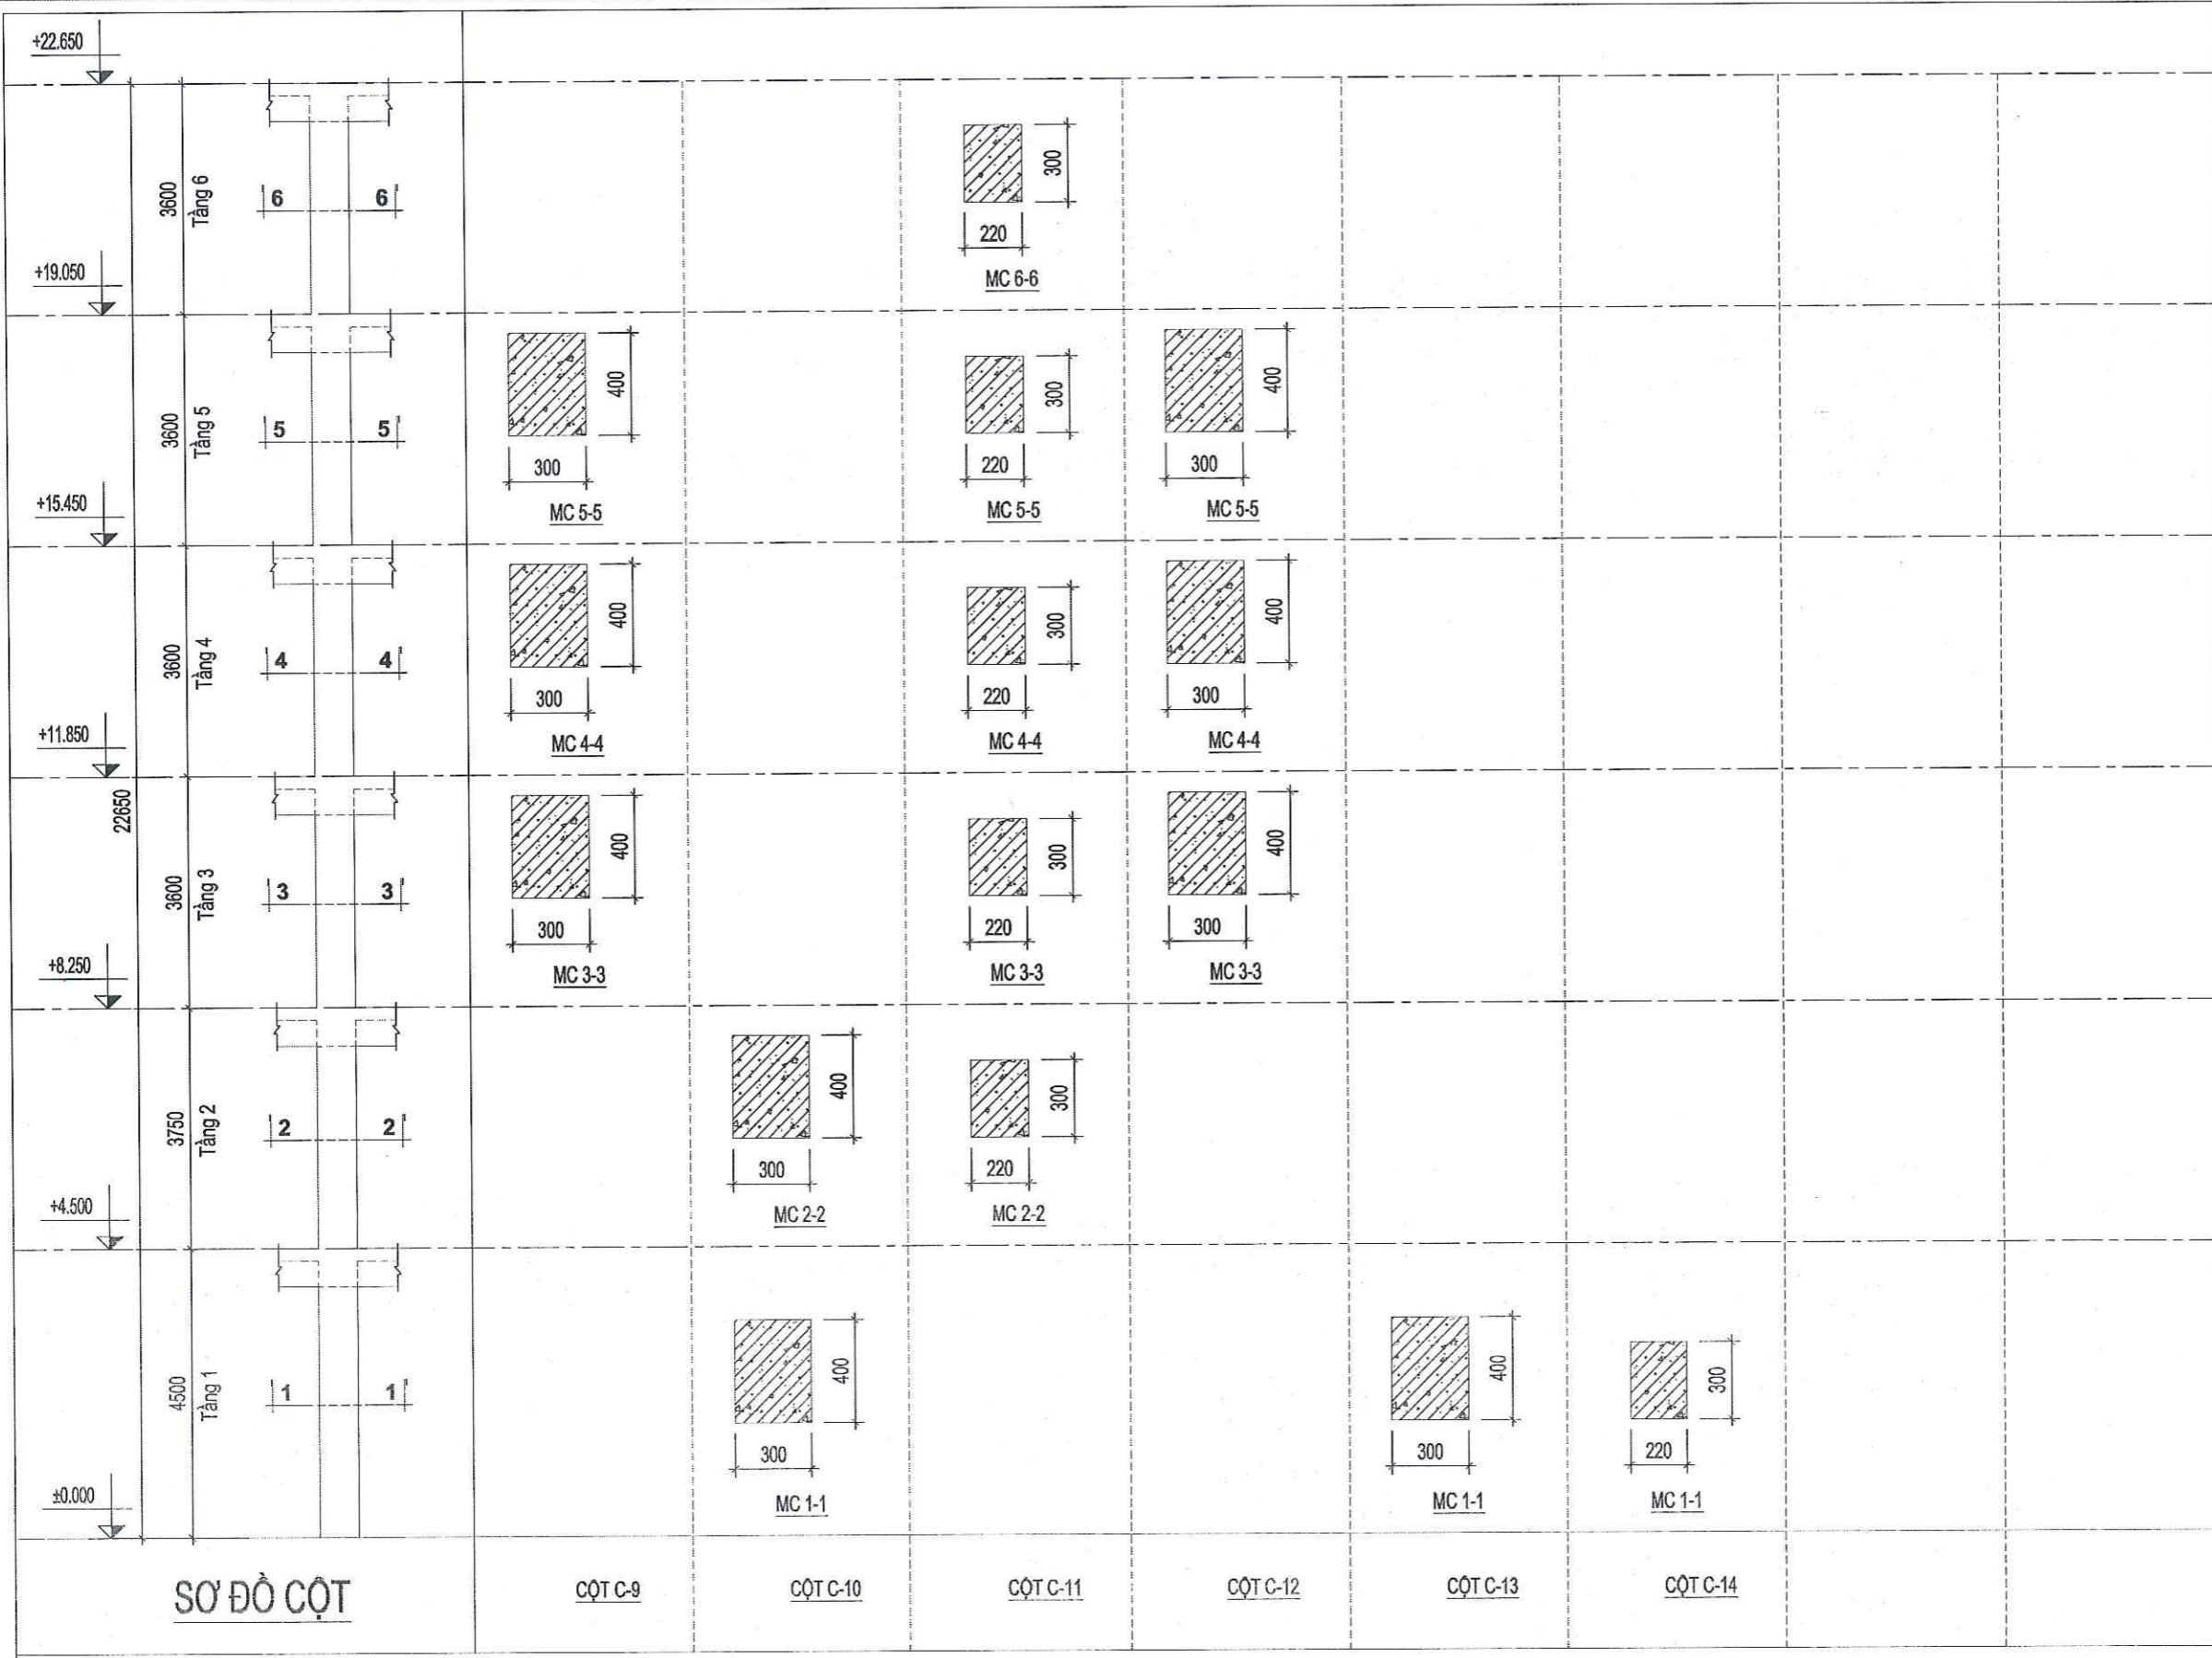 +22.650
3600
Tầng 6
6 6
300
220
MC 6-6
+19.050
3600
Tầng 5
5 5
400 300 400
300 220 300
MC 5-5 MC 5-5 MC 5-5
+15.450
3600
Tầng 4
4 4
400 300 400
300 220 300
MC 4-4 MC 4-4 MC 4-4
+11.850
22650
3600
Tầng 3
3 3
400 300 400
300 220 300
MC 3-3 MC 3-3 MC 3-3
+8.250
3750
Tầng 2
2 2
400 300
300 220
MC 2-2 MC 2-2
+4.500
4500
Tầng 1
1 1
400 400 300
300 300 220
MC 1-1 MC 1-1 MC 1-1
±0.000
SƠ ĐỒ CỘT
CỘT C-9 CỘT C-10 CỘT C-11 CỘT C-12 CỘT C-13 CỘT C-14